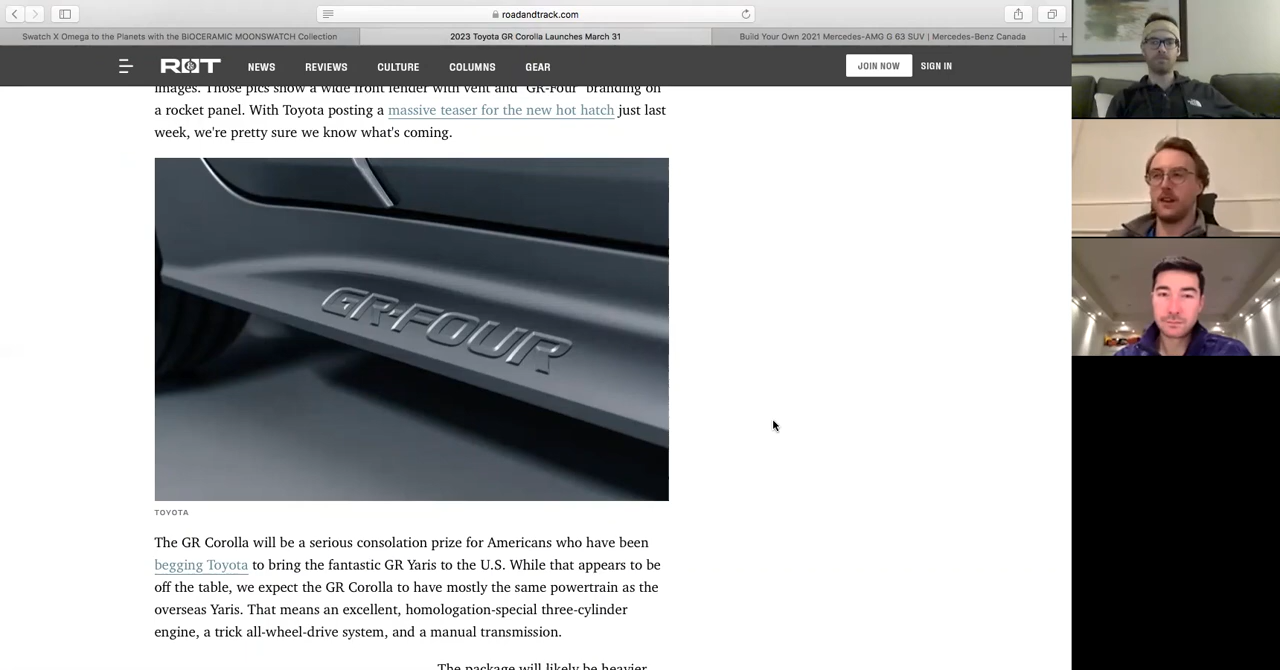 roadandtrack.com
Swatch X Omega to the Planets with the BIOCERAMIC MOONSWATCH Collection
2023 Toyota GR Corolla Launches March 31
Build Your Own 2021 Mercedes-AMG G 63 SUV | Mercedes-Benz Canada
R&T
NEWS
REVIEWS
CULTURE
COLUMNS
GEAR
JOIN NOW
SIGN IN
images. Those pics show a wide front fender with vent and "GR-Four" branding on
a rocket panel. With Toyota posting a massive teaser for the new hot hatch just last
week, we're pretty sure we know what's coming.
GR-FOUR
TOYOTA
The GR Corolla will be a serious consolation prize for Americans who have been
begging Toyota to bring the fantastic GR Yaris to the U.S. While that appears to be
off the table, we expect the GR Corolla to have mostly the same powertrain as the
overseas Yaris. That means an excellent, homologation-special three-cylinder
engine, a trick all-wheel-drive system, and a manual transmission.
The package will likely be heavier